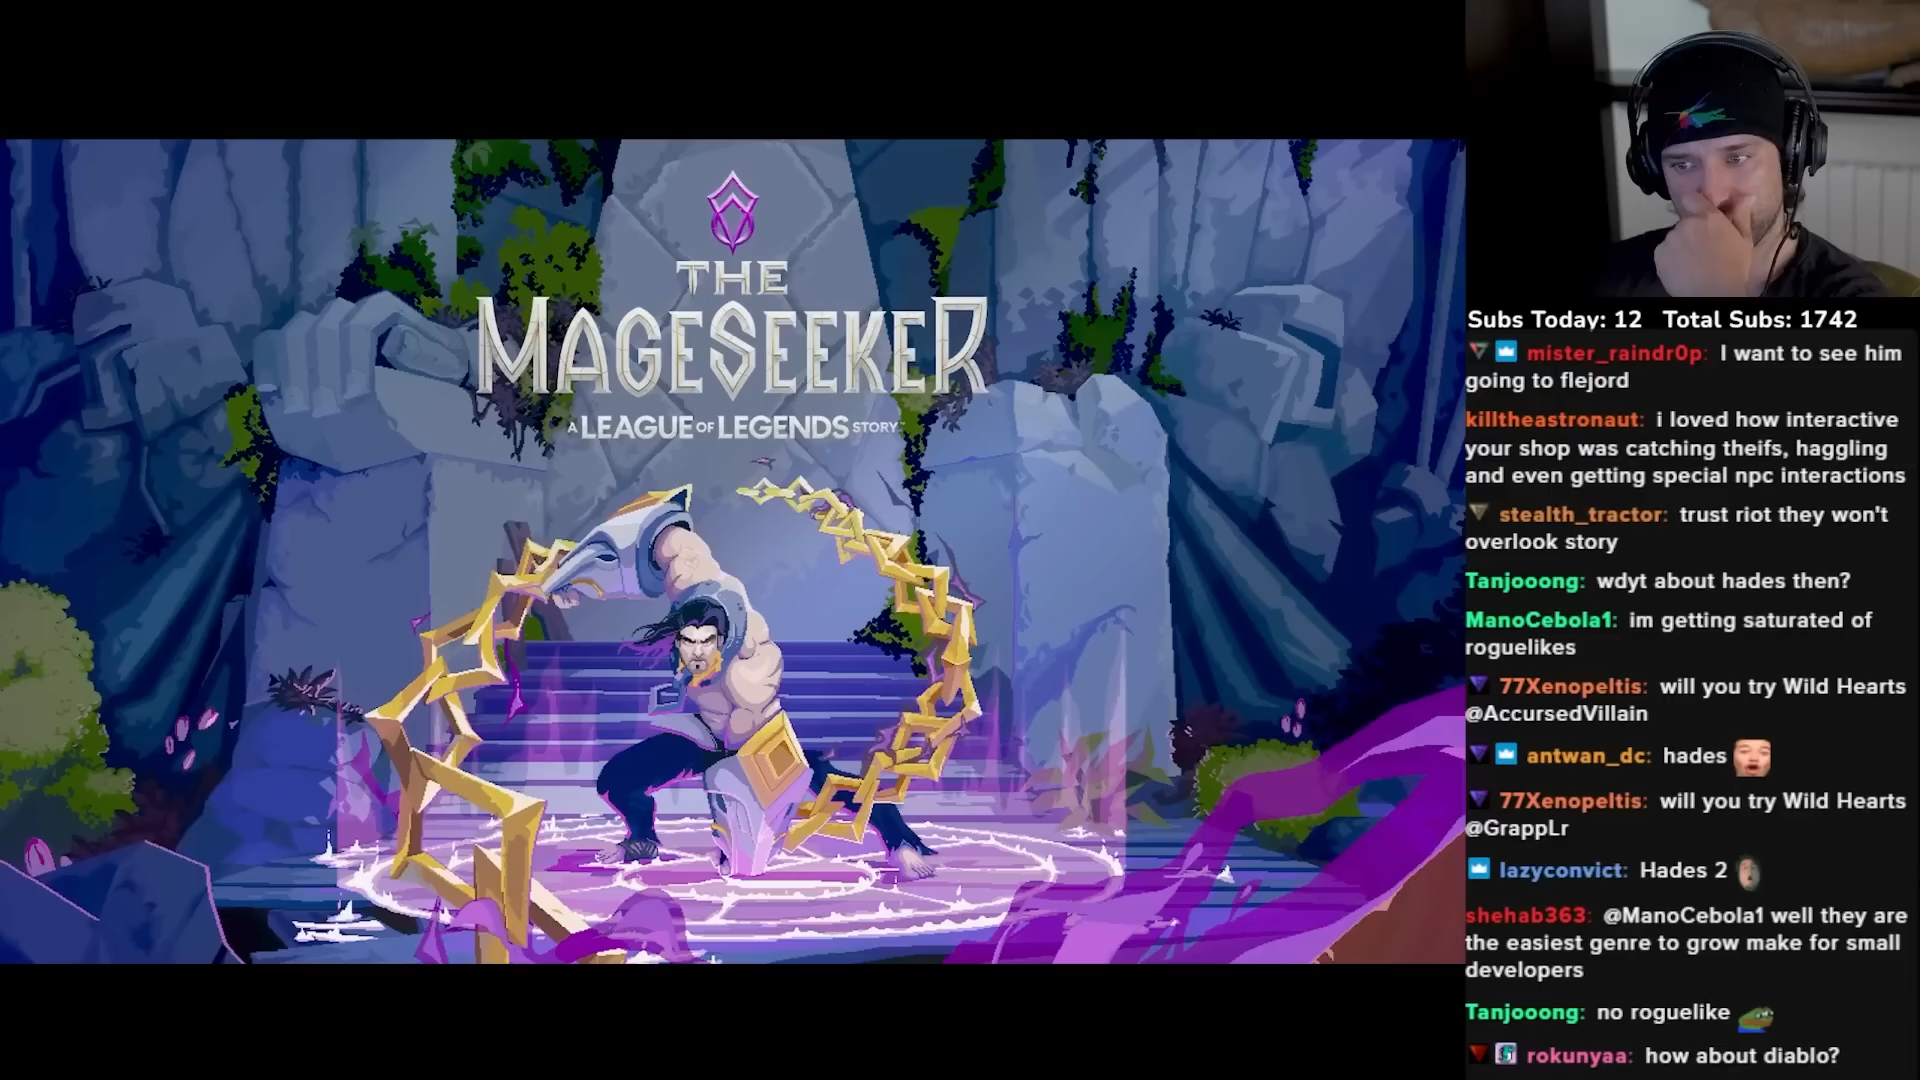 THE
MAGESEEKER
A LEAGUE OF LEGENDS STORY
Subs Today: 12 Total Subs: 1742
mister_raindr0p: I want to see him
going to flejord
killtheastronaut: i loved how interactive
your shop was catching theifs, haggling
and even getting special npc interactions
stealth_tractor: trust riot they won't
overlook story
Tanjooong: wdyt about hades then?
ManoCebola1: im getting saturated of
roguelikes
77Xenopeltis: will you try Wild Hearts
@AccursedVillain
antwan_dc: hades
77Xenopeltis: will you try Wild Hearts
@GrappLr
lazyconvict: Hades 2
shehab363: @ManoCebola1 well they are
the easiest genre to grow make for small
developers
Tanjooong: no roguelike
rokunyaa: how about diablo?